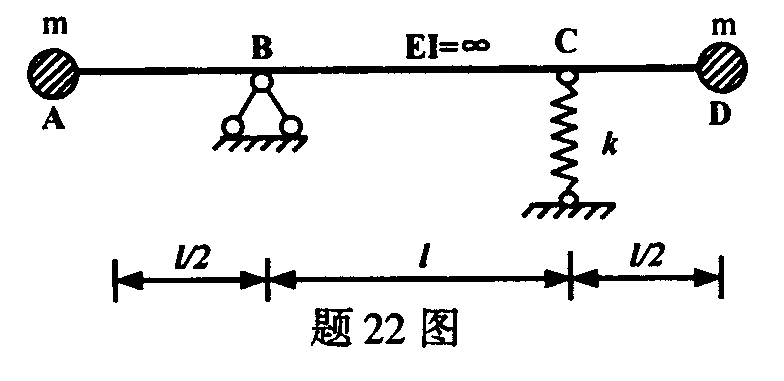 m m
B EI=∞ C
A D
k
l/2 l l/2
题 22 图